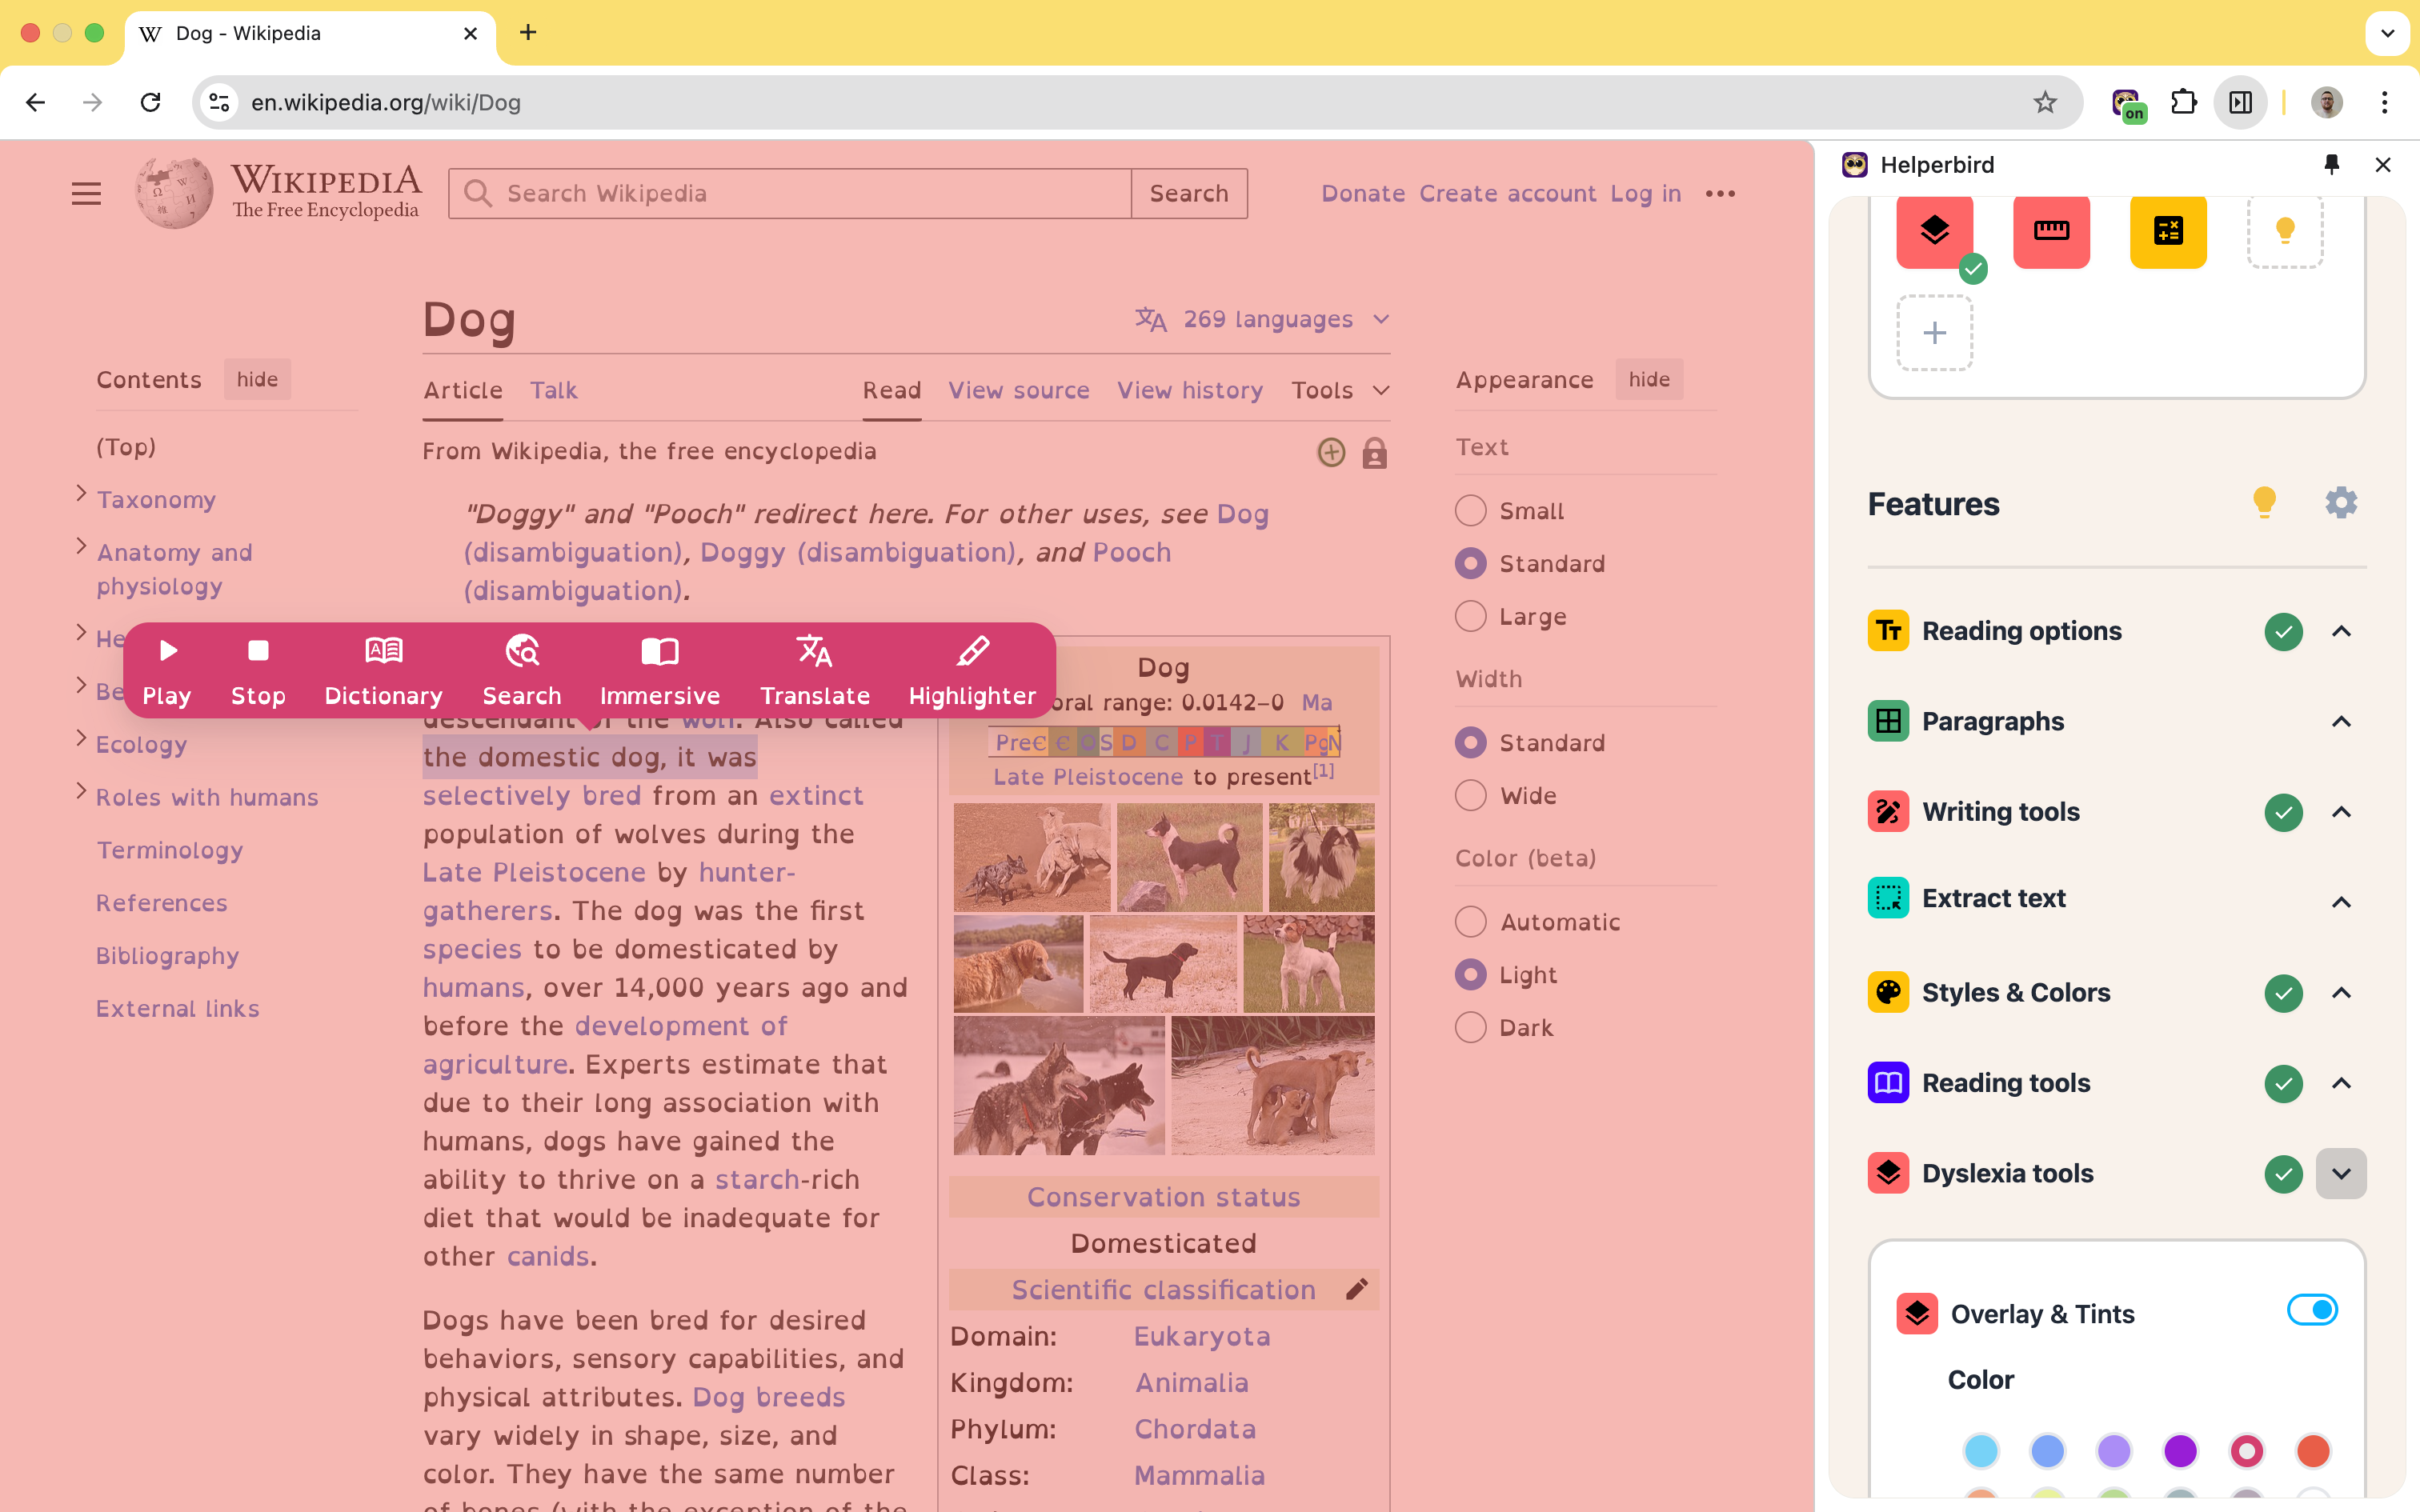 Dog - Wikipedia
en.wikipedia.org/wiki/Dog
on
WIKIPEDIA
The Free Encyclopedia
Search Wikipedia
Search
Donate Create account Log in
Dog
269 languages
Article Talk
Read View source View history Tools
From Wikipedia, the free encyclopedia
"Doggy" and "Pooch" redirect here. For other uses, see Dog
(disambiguation), Doggy (disambiguation), and Pooch
(disambiguation).
Contents hide
(Top)
Taxonomy
Anatomy and
physiology
He
Be
Ecology
Roles with humans
Terminology
References
Bibliography
External links
Play
Stop
Dictionary
Search
Immersive
Translate
Highlighter
descendant of the wolf. Also called
the domestic dog, it was
selectively bred from an extinct
population of wolves during the
Late Pleistocene by hunter-
gatherers. The dog was the first
species to be domesticated by
humans, over 14,000 years ago and
before the development of
agriculture. Experts estimate that
due to their long association with
humans, dogs have gained the
ability to thrive on a starch-rich
diet that would be inadequate for
other canids.
Dogs have been bred for desired
behaviors, sensory capabilities, and
physical attributes. Dog breeds
vary widely in shape, size, and
color. They have the same number
of bones (with the exception of the
Dog
oral range: 0.0142–0 Ma
PreꞒ Ꞓ O S D C P T J K Pg N
Late Pleistocene to present[1]
Conservation status
Domesticated
Scientific classification
Domain: Eukaryota
Kingdom: Animalia
Phylum: Chordata
Class: Mammalia
Appearance hide
Text
Small
Standard
Large
Width
Standard
Wide
Color (beta)
Automatic
Light
Dark
Helperbird
Features
Reading options
Paragraphs
Writing tools
Extract text
Styles & Colors
Reading tools
Dyslexia tools
Overlay & Tints
Color